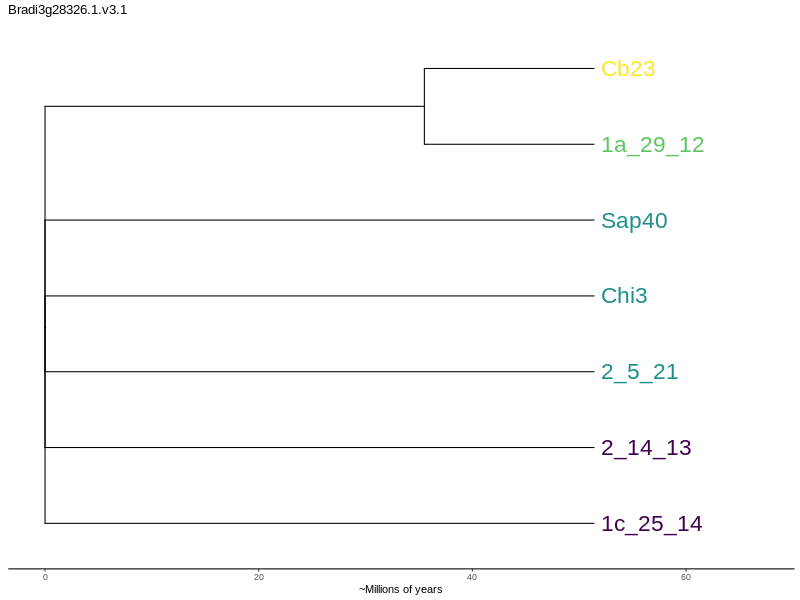 Bradi3g28326.1.v3.1
Cb23
1a_29_12
Sap40
Chi3
2_5_21
2_14_13
1c_25_14
0 20 40 60
~Millions of years